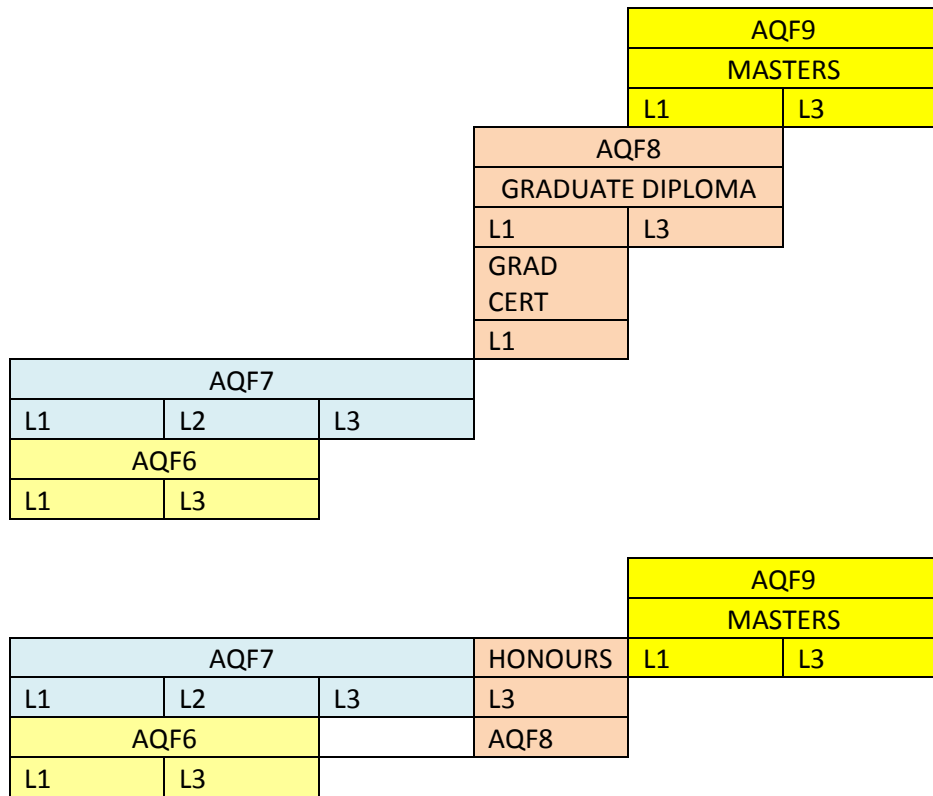 AQF9
MASTERS
L1 L3
AQF8
GRADUATE DIPLOMA
L1 L3
GRAD
CERT
L1
AQF7
L1 L2 L3
AQF6
L1 L3
AQF9
MASTERS
AQF7 HONOURS L1 L3
L1 L2 L3 L3
AQF6 AQF8
L1 L3